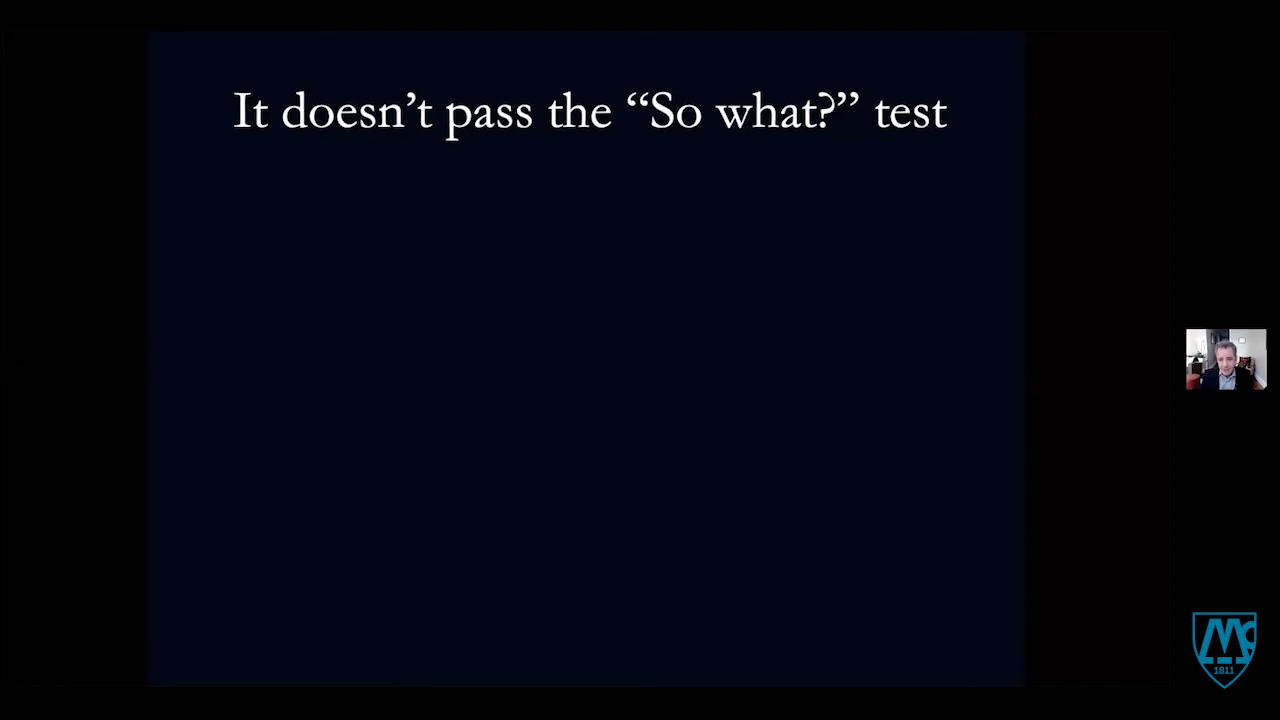 It doesn’t pass the “So what?” test
1811